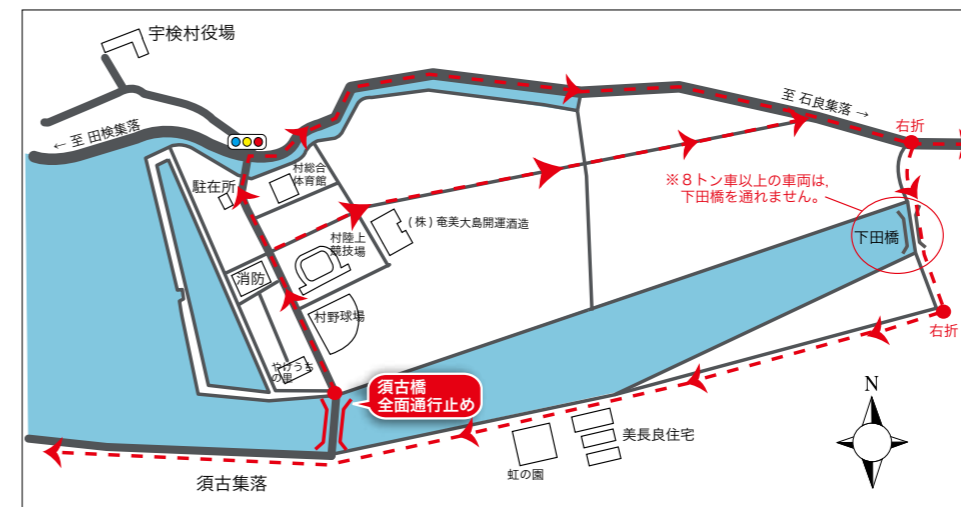 宇検村役場
← 至 田検集落
至 石良集落 →
右折
駐在所
村総合
体育館
※８トン車以上の車両は、
下田橋を通れません。
(株) 奄美大島開運酒造
村陸上
競技場
下田橋
消防
村野球場
右折
やけうち
の里
須古橋
全面通行止め
N
美長良住宅
虹の園
須古集落